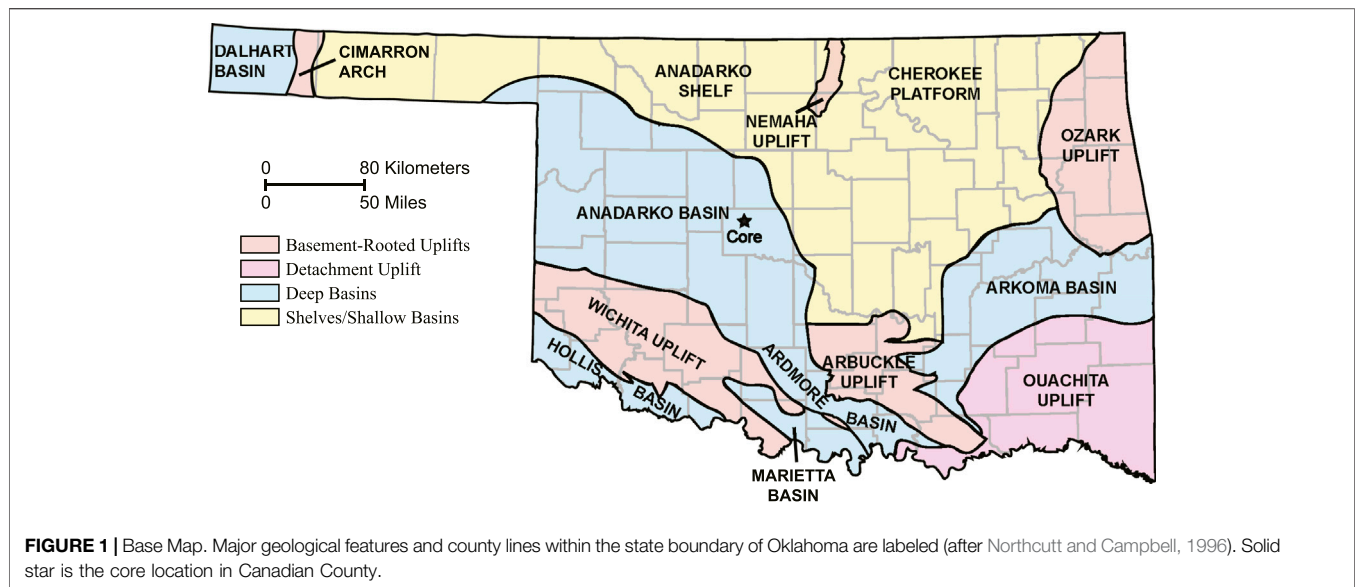 DALHART
BASIN
CIMARRON
ARCH
ANADARKO
SHELF
CHEROKEE
PLATFORM
NEMAHA
UPLIFT
OZARK
UPLIFT
0 80 Kilometers
0 50 Miles
ANADARKO BASIN
Core
Basement-Rooted Uplifts
Detachment Uplift
Deep Basins
Shelves/Shallow Basins
ARKOMA BASIN
WICHITA UPLIFT
HOLLIS
BASIN
ARDMORE
BASIN
ARBUCKLE
UPLIFT
OUACHITA
UPLIFT
MARIETTA
BASIN
FIGURE 1 | Base Map. Major geological features and county lines within the state boundary of Oklahoma are labeled (after Northcutt and Campbell, 1996). Solid
star is the core location in Canadian County.